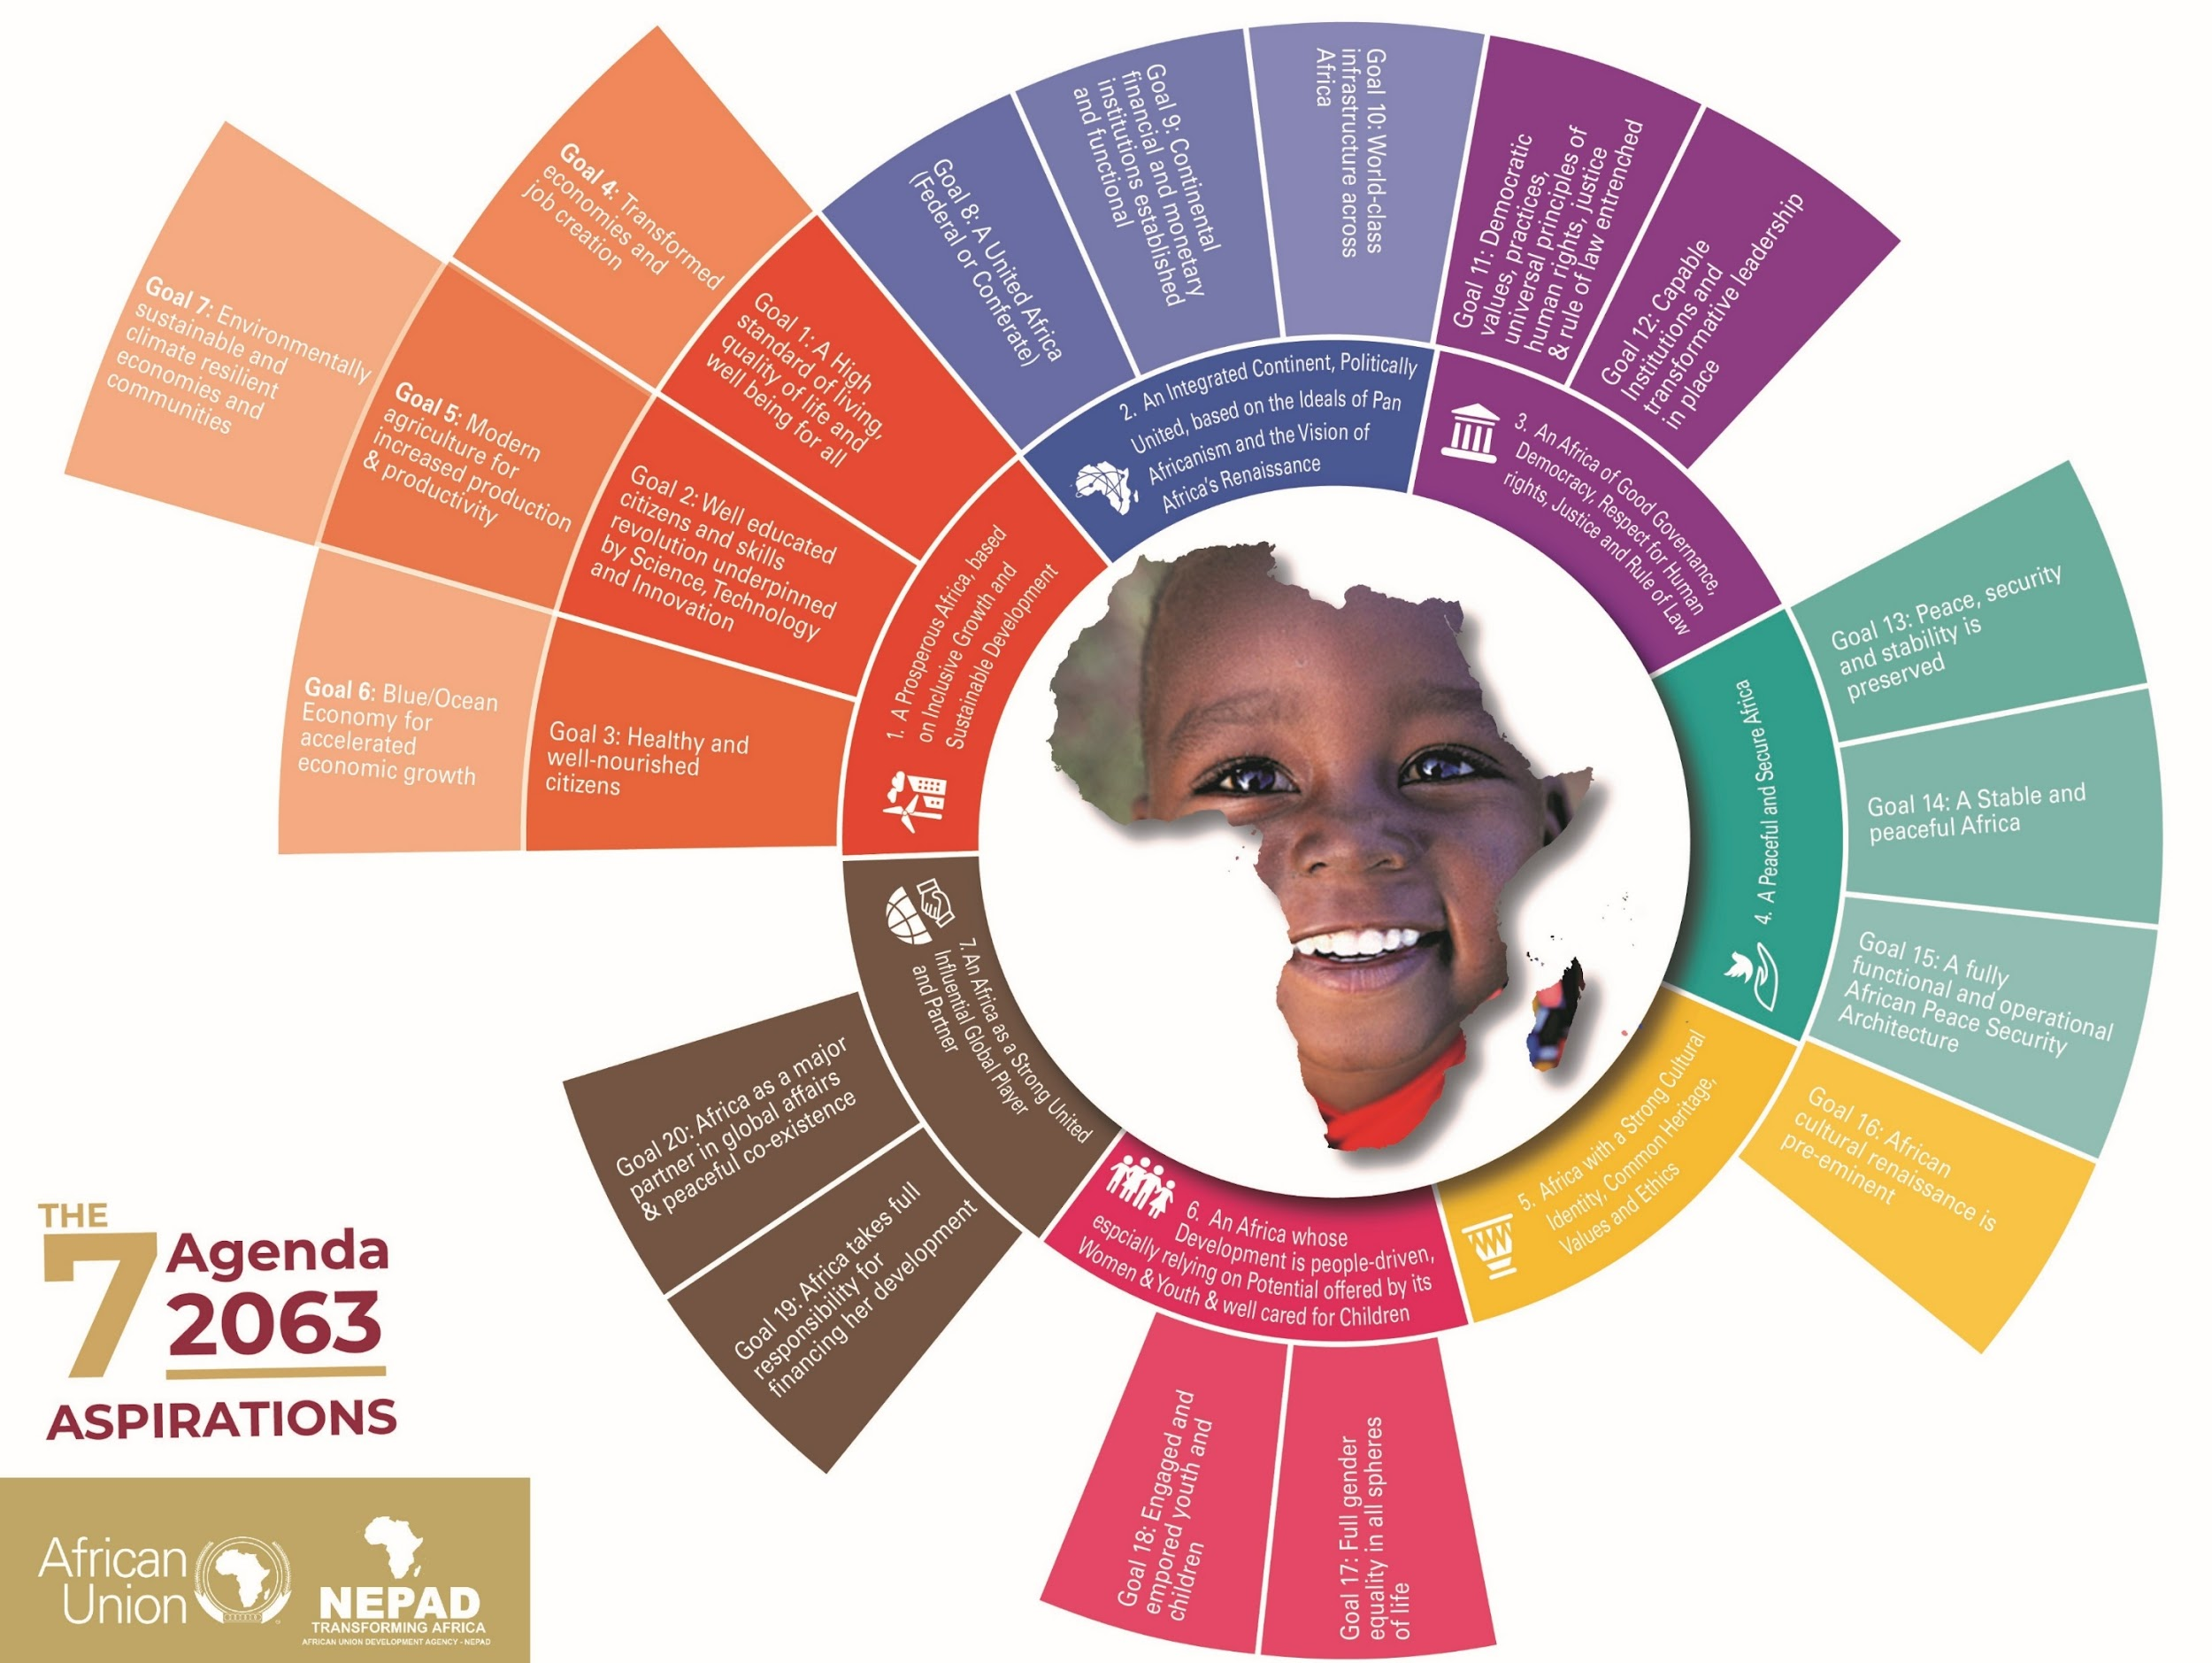 1. A Prosperous Africa, based
on Inclusive Growth and
Sustainable Development
Goal 1: A High
standard of living,
quality of life and
well being for all
Goal 2: Well educated
citizens and skills
revolution underpinned
by Science, Technology
and Innovation
Goal 3: Healthy and
well-nourished
citizens
Goal 4: Transformed
economies and
job creation
Goal 5: Modern
agriculture for
increased production
& productivity
Goal 6: Blue/Ocean
Economy for
accelerated
economic growth
Goal 7: Environmentally
sustainable and
climate resilient
economies and
communities
2. An Integrated Continent, Politically
United, based on the Ideals of Pan
Africanism and the Vision of
Africa's Renaissance
Goal 8: A United Africa
(Federal or Conferate)
Goal 9: Continental
financial and monetary
institutions established
and functional
Goal 10: World-class
infrastructure across
Africa
3. An Africa of Good Governance,
Democracy, Respect for Human
rights, Justice and Rule of Law
Goal 11: Democratic
values, practices,
universal principles of
human rights, justice
& rule of law entrenched
Goal 12: Capable
Institutions and
transformative leadership
in place
4. A Peaceful and Secure Africa
Goal 13: Peace, security
and stability is
preserved
Goal 14: A Stable and
peaceful Africa
Goal 15: A fully
functional and operational
African Peace Security
Architecture
5. Africa with a Strong Cultural
Identity, Common Heritage,
Values and Ethics
Goal 16: African
cultural renaissance is
pre-eminent
6. An Africa whose
Development is people-driven,
espcially relying on Potential offered by its
Women & Youth & well cared for Children
Goal 17: Full gender
equality in all spheres
of life
Goal 18: Engaged and
empored youth and
children
7. An Africa as a Strong United
Influential Global Player
and Partner
Goal 19: Africa takes full
responsibility for
financing her development
Goal 20: Africa as a major
partner in global affairs
& peaceful co-existence
THE
7 Agenda
2063
ASPIRATIONS
African
Union
NEPAD
TRANSFORMING AFRICA
AFRICAN UNION DEVELOPMENT AGENCY - NEPAD